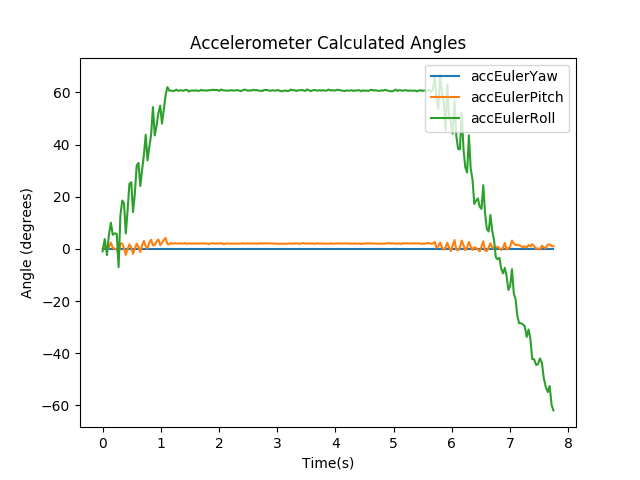 Accelerometer Calculated Angles
accEulerYaw
accEulerPitch
accEulerRoll
Angle (degrees)
60
40
20
0
−20
−40
−60
0 1 2 3 4 5 6 7 8
Time(s)